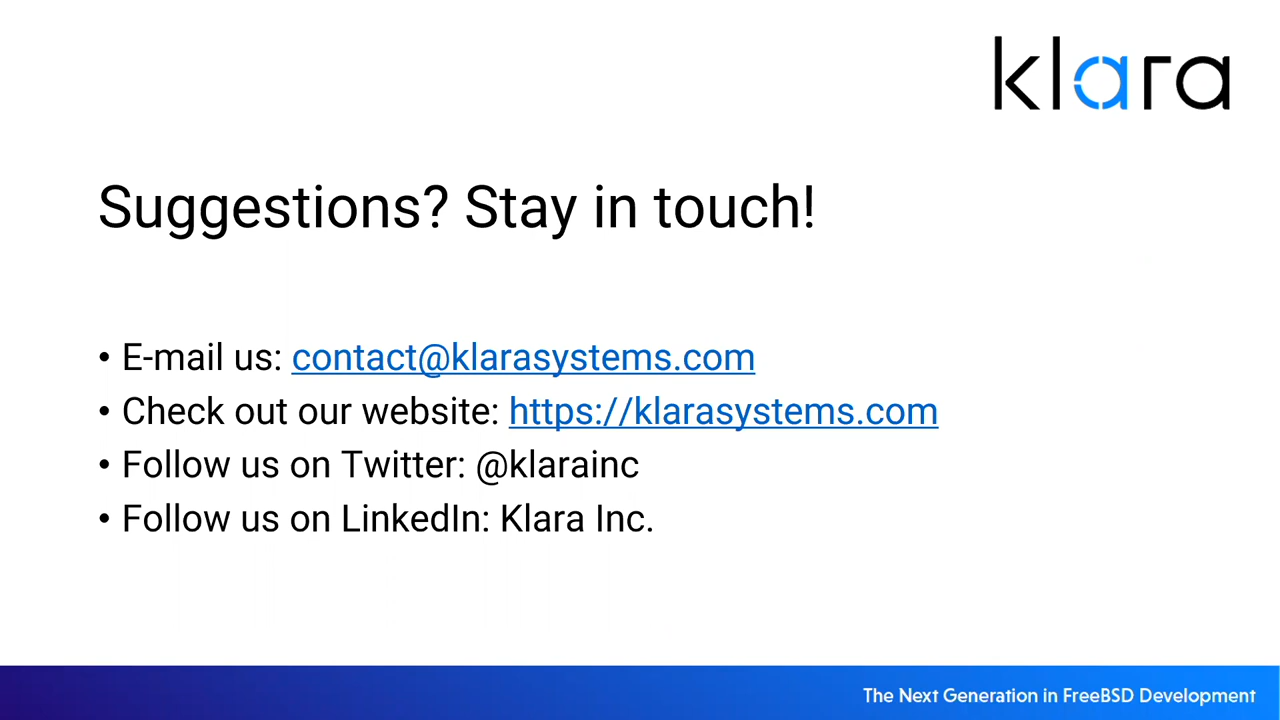 klara
Suggestions? Stay in touch!
• E-mail us: contact@klarasystems.com
• Check out our website: https://klarasystems.com
• Follow us on Twitter: @klarainc
• Follow us on LinkedIn: Klara Inc.
The Next Generation in FreeBSD Development